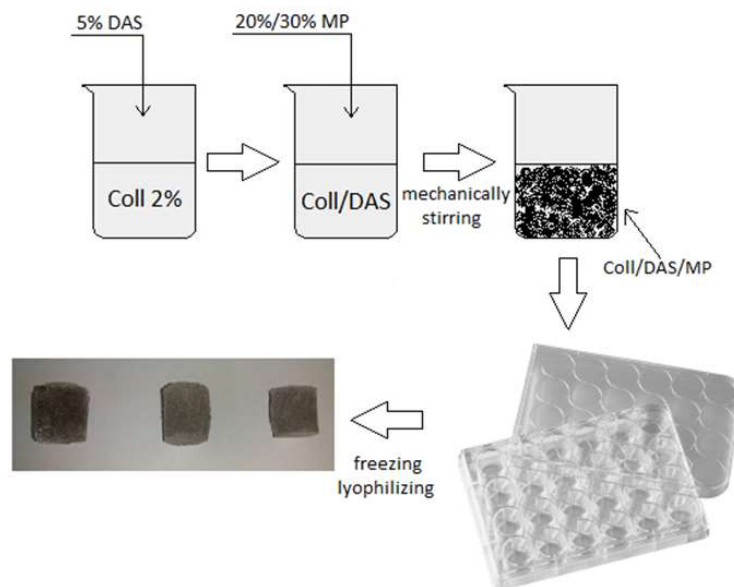 5% DAS
20%/30% MP
Coll 2%
Coll/DAS
mechanically
stirring
Coll/DAS/MP
freezing
lyophilizing